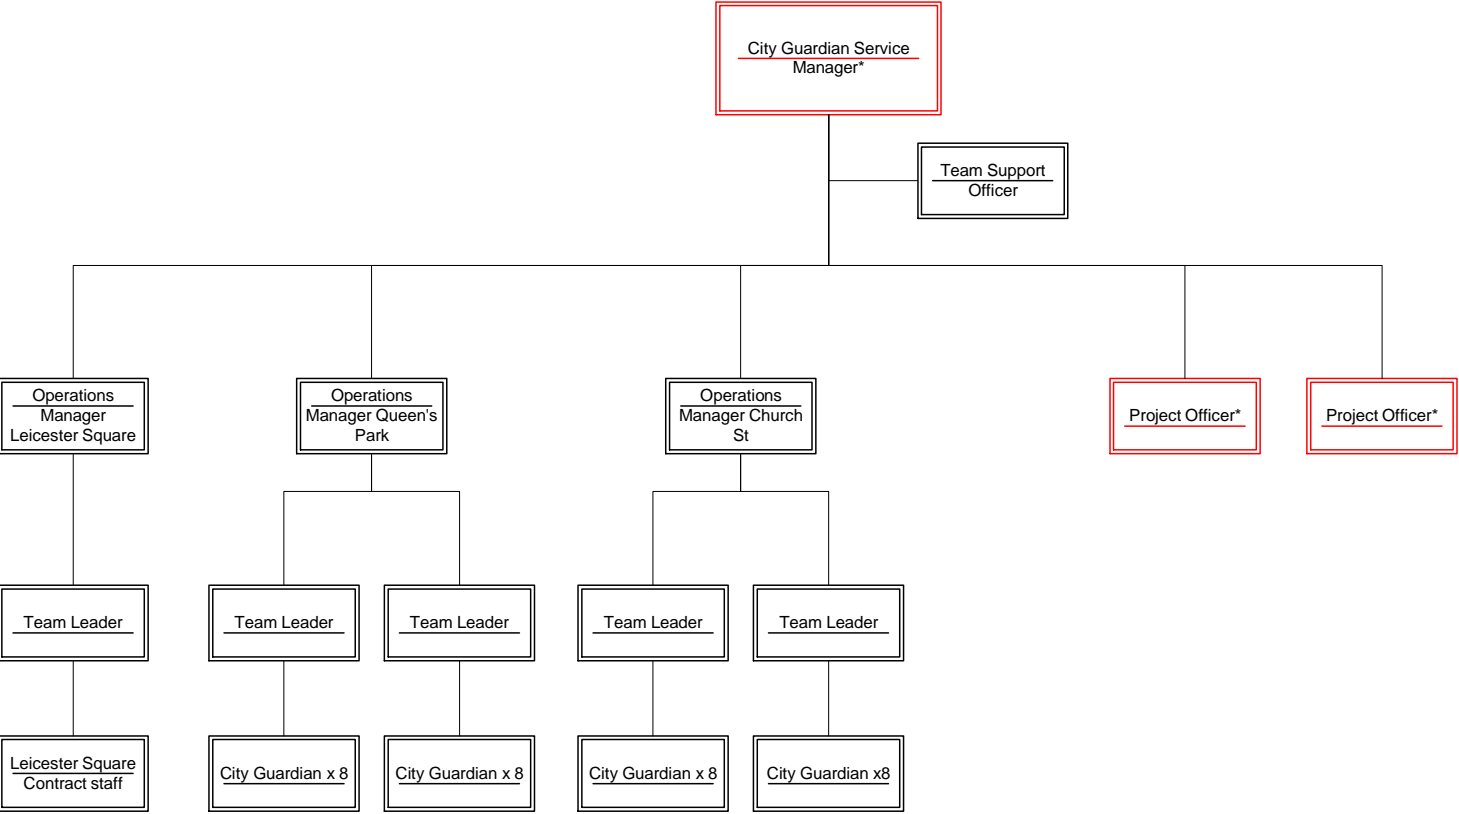 City Guardian Service
Manager*
Team Support
Officer
Operations
Manager
Leicester Square
Operations
Manager Queen's
Park
Operations
Manager Church
St
Project Officer*
Project Officer*
Team Leader
Team Leader
Team Leader
Team Leader
Team Leader
Leicester Square
Contract staff
City Guardian x 8
City Guardian x 8
City Guardian x 8
City Guardian x8